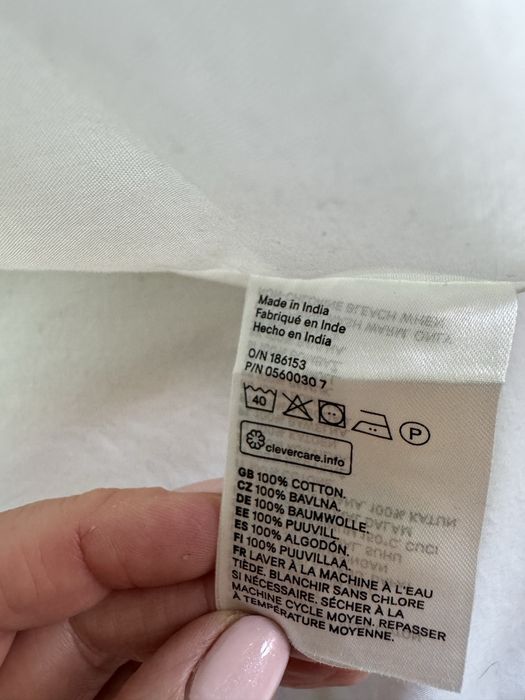 Made in India
Fabriqué en Inde
Hecho en India
O/N 186153
P/N 0560030 7
40 P
clevercare.info
GB 100% COTTON.
CZ 100% BAVLNA.
DE 100% BAUMWOLLE.
EE 100% PUUVILL.
ES 100% ALGODÓN.
FI 100% PUUVILLAA.
FR LAVER À LA MACHINE À L'EAU
TIÈDE. BLANCHIR SANS CHLORE
SI NÉCESSAIRE. SÉCHER À LA
MACHINE CYCLE MOYEN. REPASSER
À TEMPÉRATURE MOYENNE.